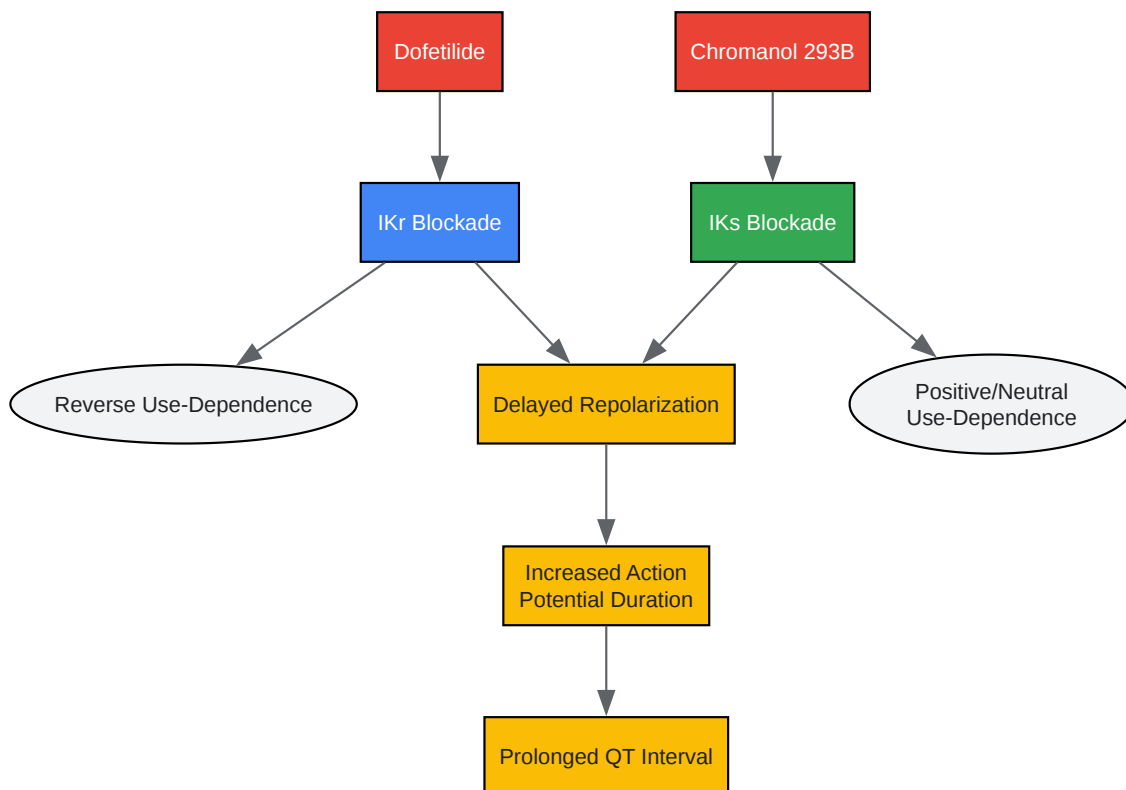 Dofetilide
Chromanol 293B
IKr Blockade
IKs Blockade
Reverse Use-Dependence
Delayed Repolarization
Positive/Neutral
Use-Dependence
Increased Action
Potential Duration
Prolonged QT Interval